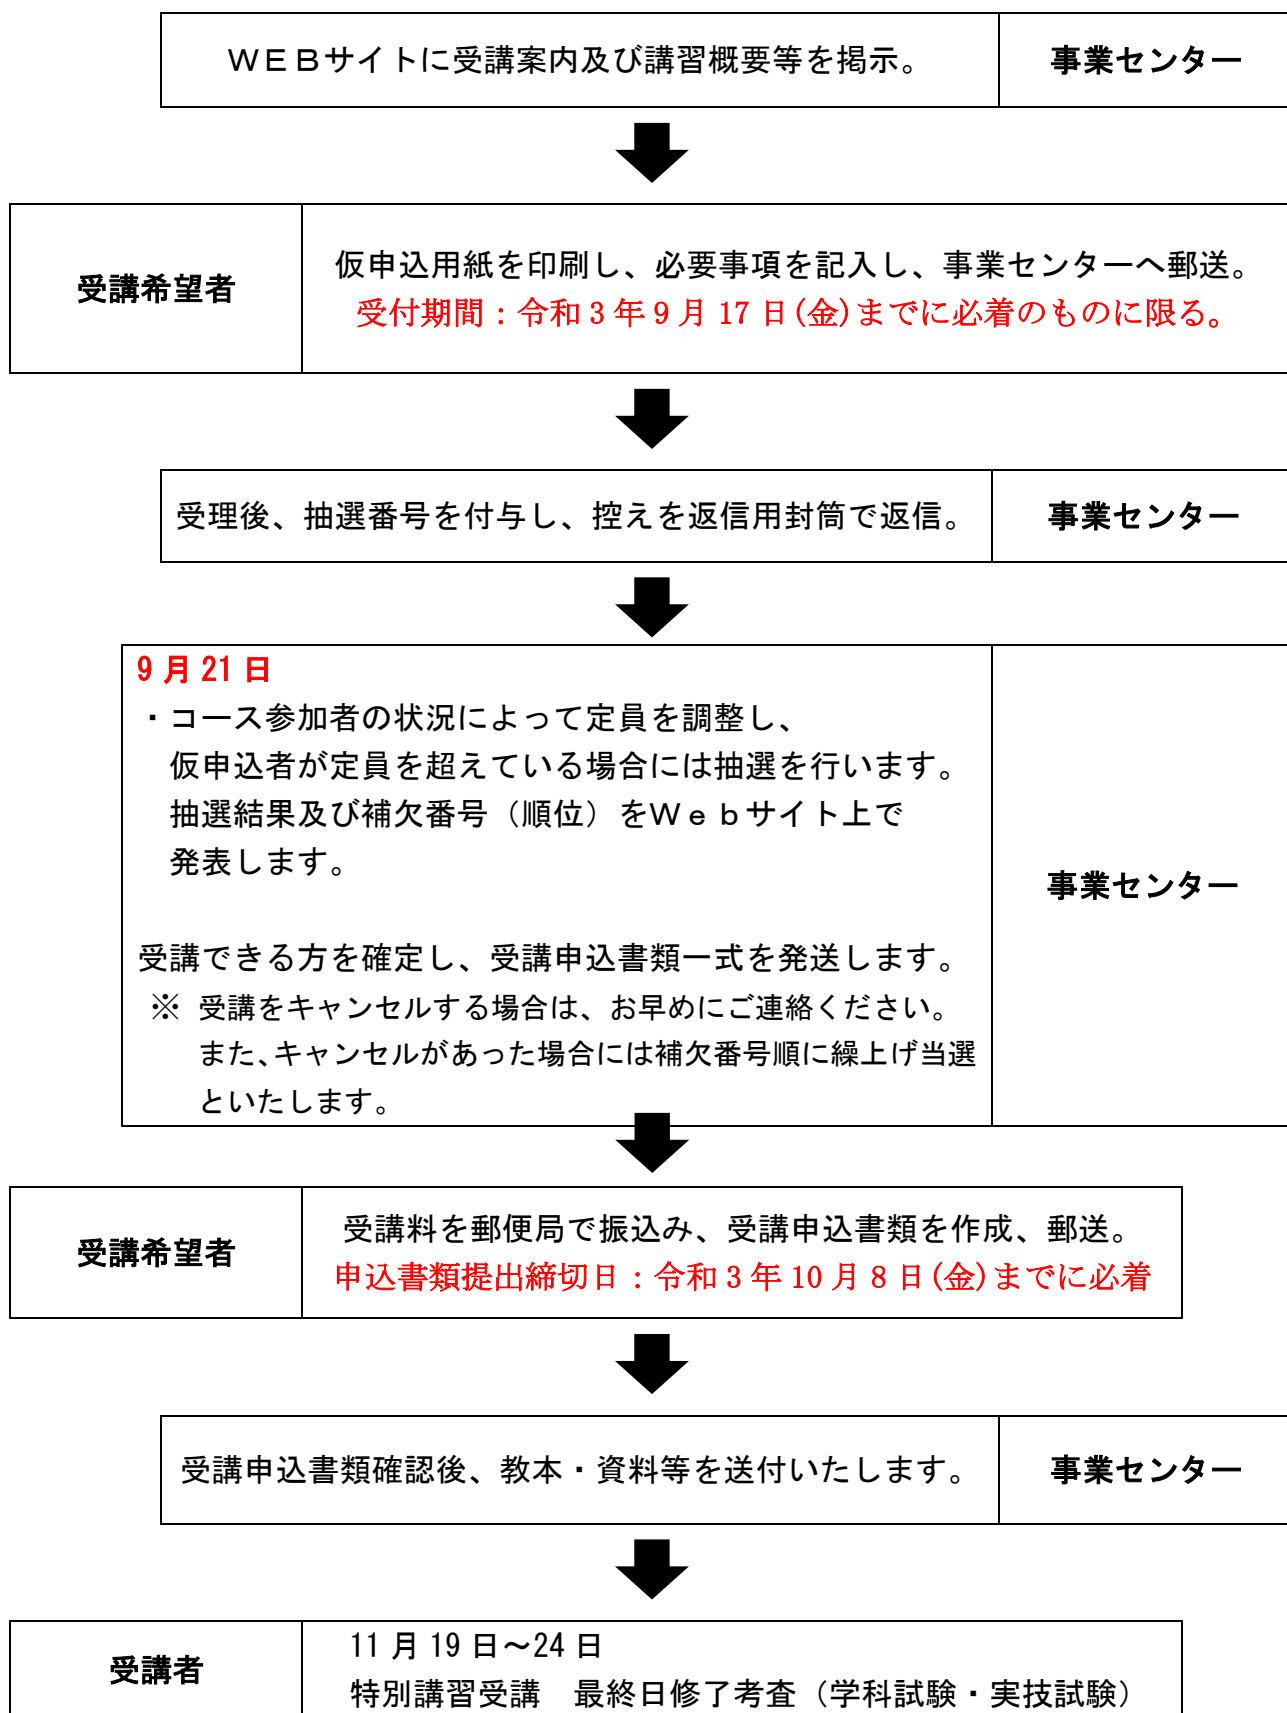 ＷＥＢサイトに受講案内及び講習概要等を掲示。
事業センター
受講希望者
仮申込用紙を印刷し、必要事項を記入し、事業センターへ郵送。
受付期間：令和３年９月 17 日(金)までに必着のものに限る。
受理後、抽選番号を付与し、控えを返信用封筒で返信。
事業センター
9 月 21 日
・コース参加者の状況によって定員を調整し、
仮申込者が定員を超えている場合には抽選を行います。
抽選結果及び補欠番号（順位）をＷｅｂサイト上で
発表します。
受講できる方を確定し、受講申込書類一式を発送します。
※ 受講をキャンセルする場合は、お早めにご連絡ください。
また、キャンセルがあった場合には補欠番号順に繰上げ当選
といたします。
事業センター
受講希望者
受講料を郵便局で振込み、受講申込書類を作成、郵送。
申込書類提出締切日：令和３年 10 月８日(金)までに必着
受講申込書類確認後、教本・資料等を送付いたします。
事業センター
受講者
11 月 19 日～24 日
特別講習受講　最終日修了考査（学科試験・実技試験）